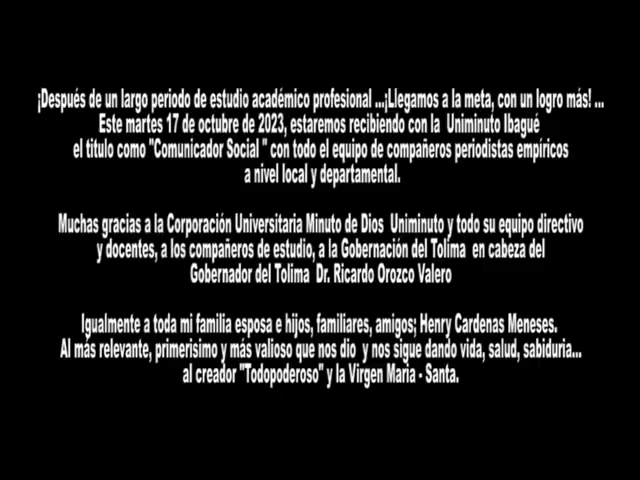 ¡Después de un largo periodo de estudio académico profesional ...¡Llegamos a la meta, con un logro más! ...
Este martes 17 de octubre de 2023, estaremos recibiendo con la Uniminuto Ibagué
el titulo como "Comunicador Social " con todo el equipo de compañeros periodistas empíricos
a nivel local y departamental.
Muchas gracias a la Corporación Universitaria Minuto de Dios Uniminuto y todo su equipo directivo
y docentes, a los compañeros de estudio, a la Gobernación del Tolima en cabeza del
Gobernador del Tolima Dr. Ricardo Orozco Valero
Igualmente a toda mi familia esposa e hijos, familiares, amigos; Henry Cardenas Meneses.
Al más relevante, primerisimo y más valioso que nos dio y nos sigue dando vida, salud, sabiduria...
al creador "Todopoderoso" y la Virgen Maria - Santa.